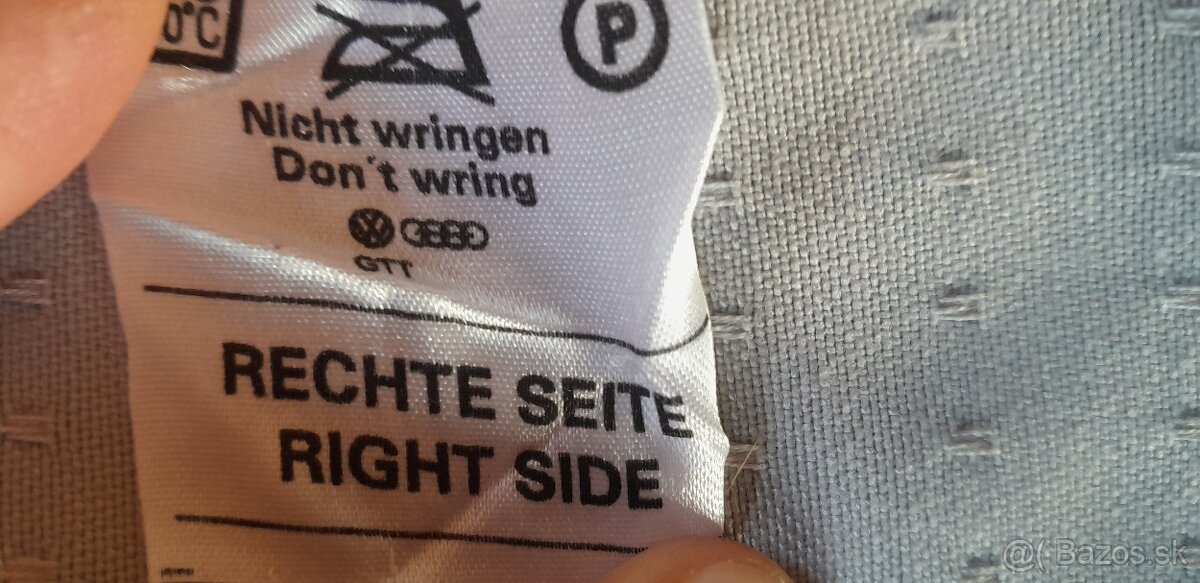 0°C
P
Nicht wringen
Don't wring
GTT
RECHTE SEITE
RIGHT SIDE
@( Bazos.sk